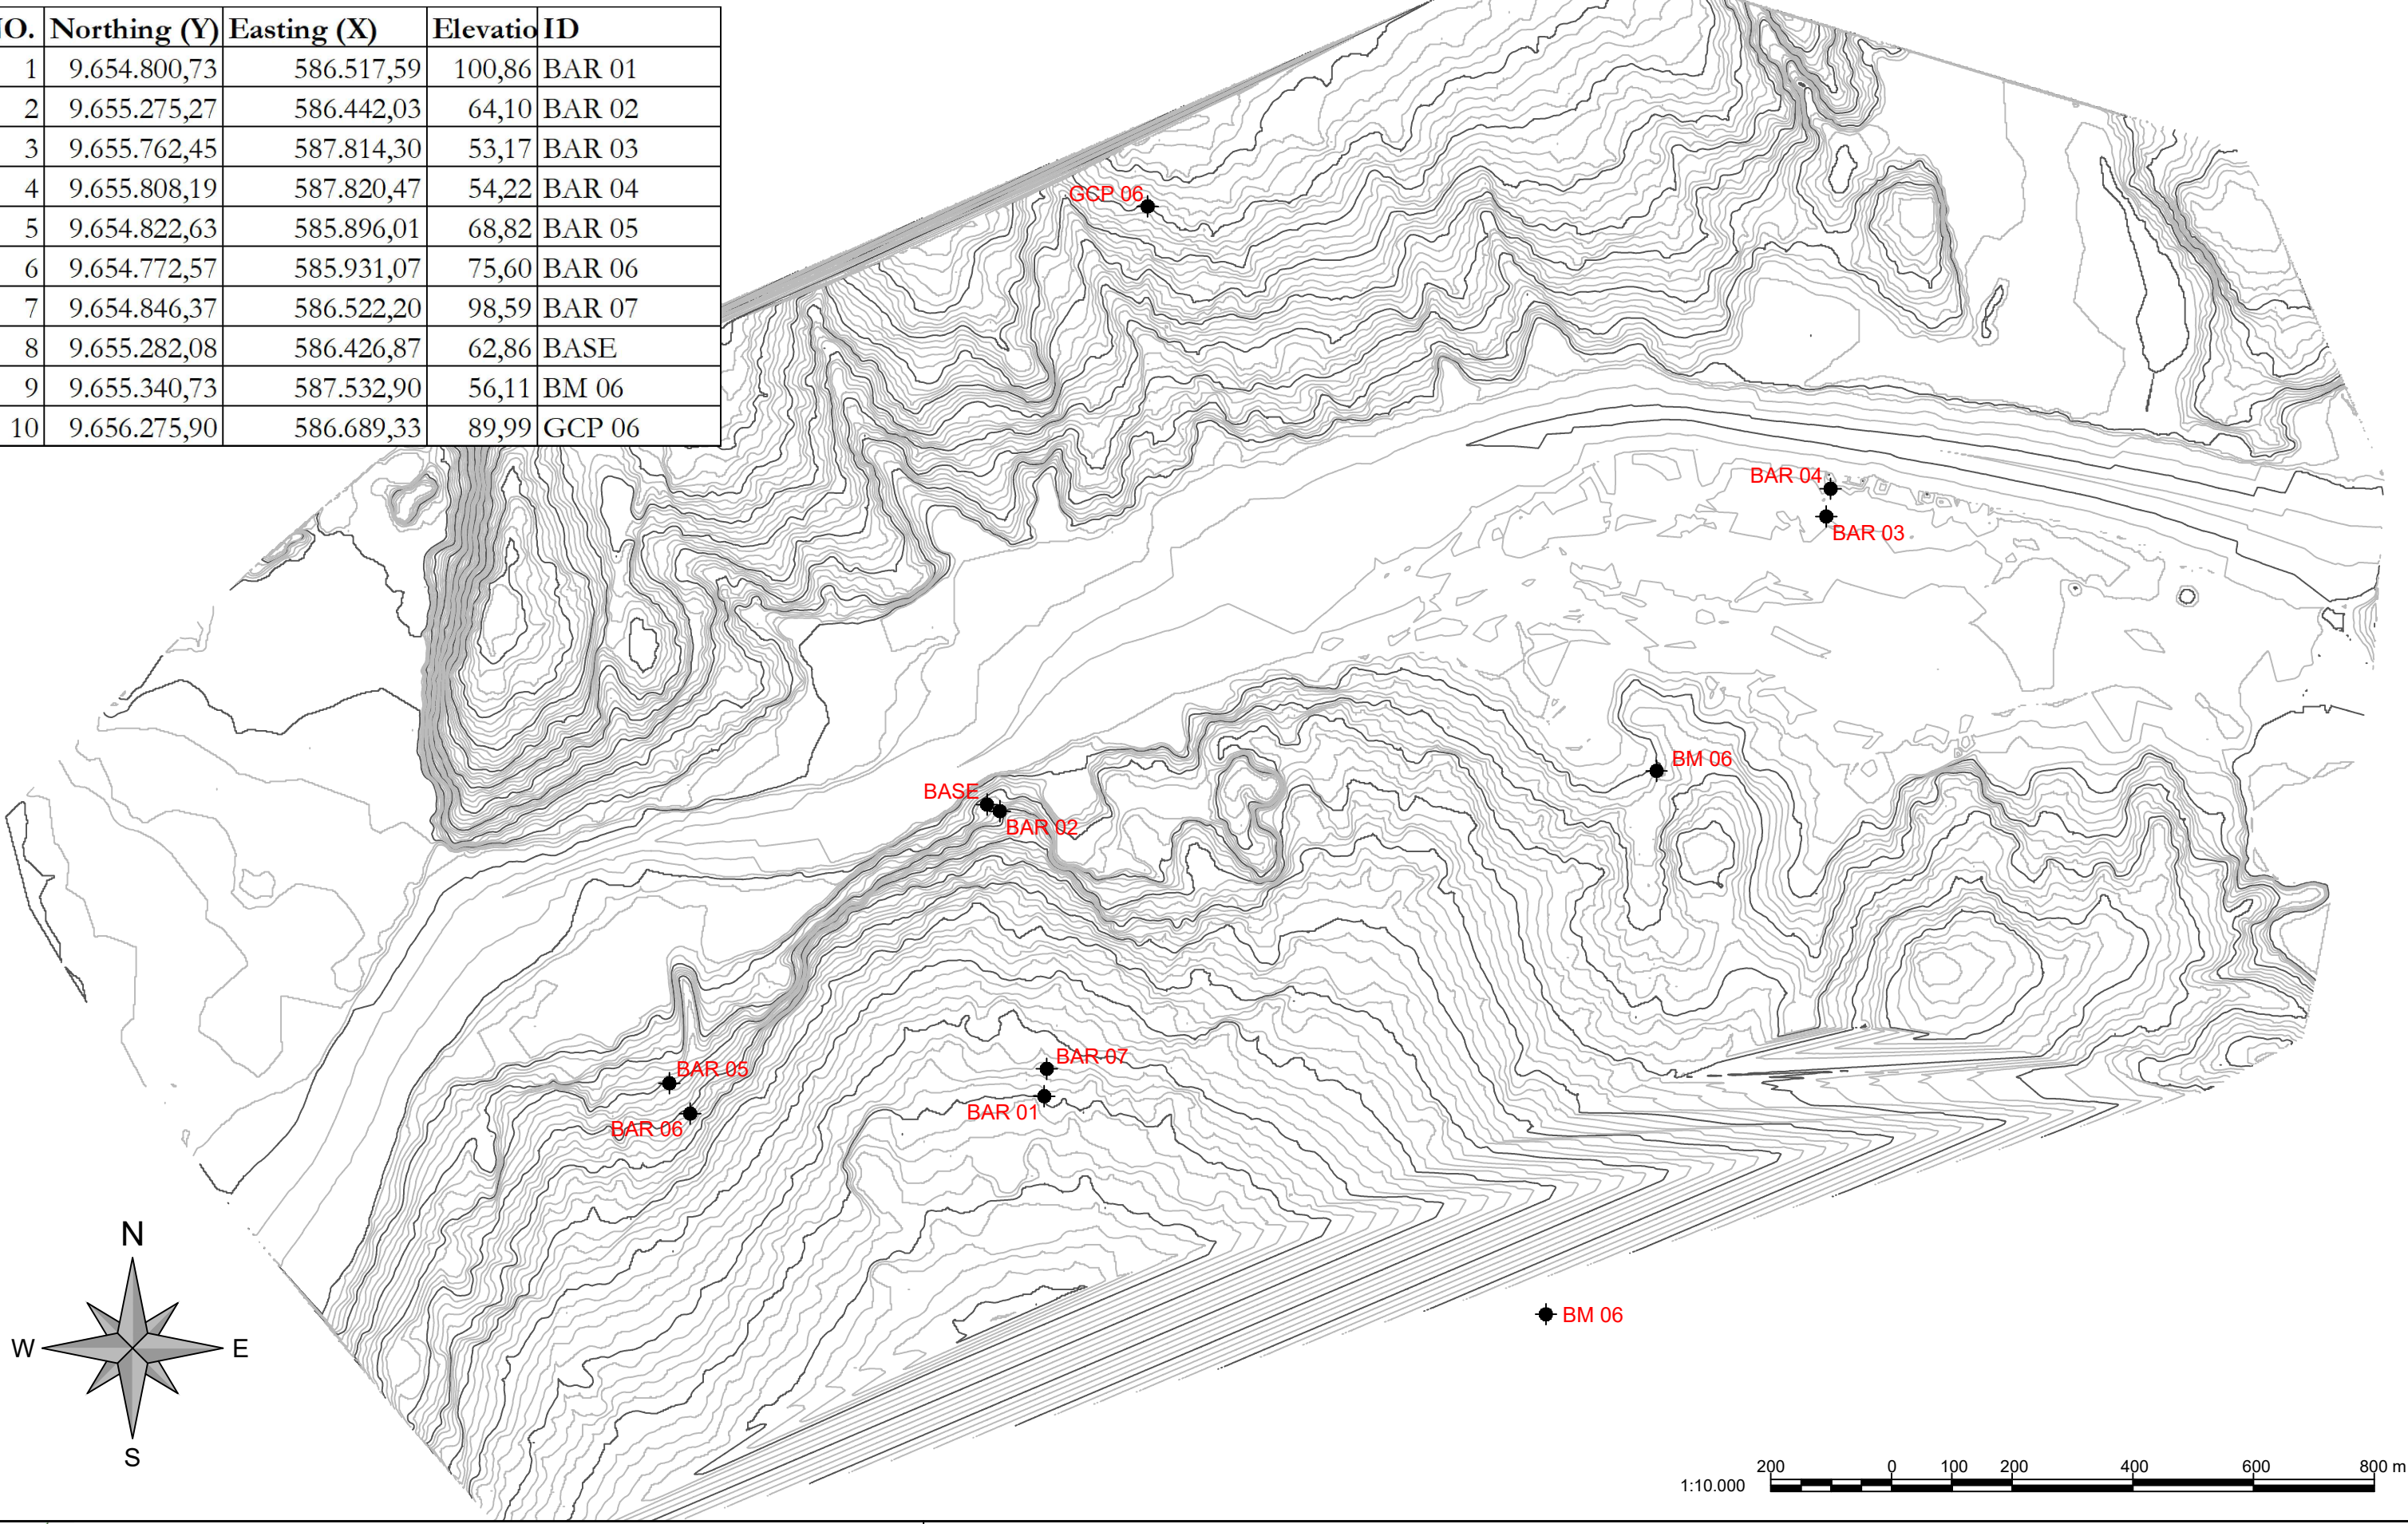 O. Northing (Y) Easting (X) Elevatio ID
1 9.654.800,73 586.517,59 100,86 BAR 01
2 9.655.275,27 586.442,03 64,10 BAR 02
3 9.655.762,45 587.814,30 53,17 BAR 03
4 9.655.808,19 587.820,47 54,22 BAR 04
5 9.654.822,63 585.896,01 68,82 BAR 05
6 9.654.772,57 585.931,07 75,60 BAR 06
7 9.654.846,37 586.522,20 98,59 BAR 07
8 9.655.282,08 586.426,87 62,86 BASE
9 9.655.340,73 587.532,90 56,11 BM 06
10 9.656.275,90 586.689,33 89,99 GCP 06
GCP 06
BAR 04
BAR 03
BM 06
BASE
BAR 02
BAR 07
BAR 05
BAR 01
BAR 06
N
W E
S
BM 06
200 0 100 200 400 600 800 m
1:10.000